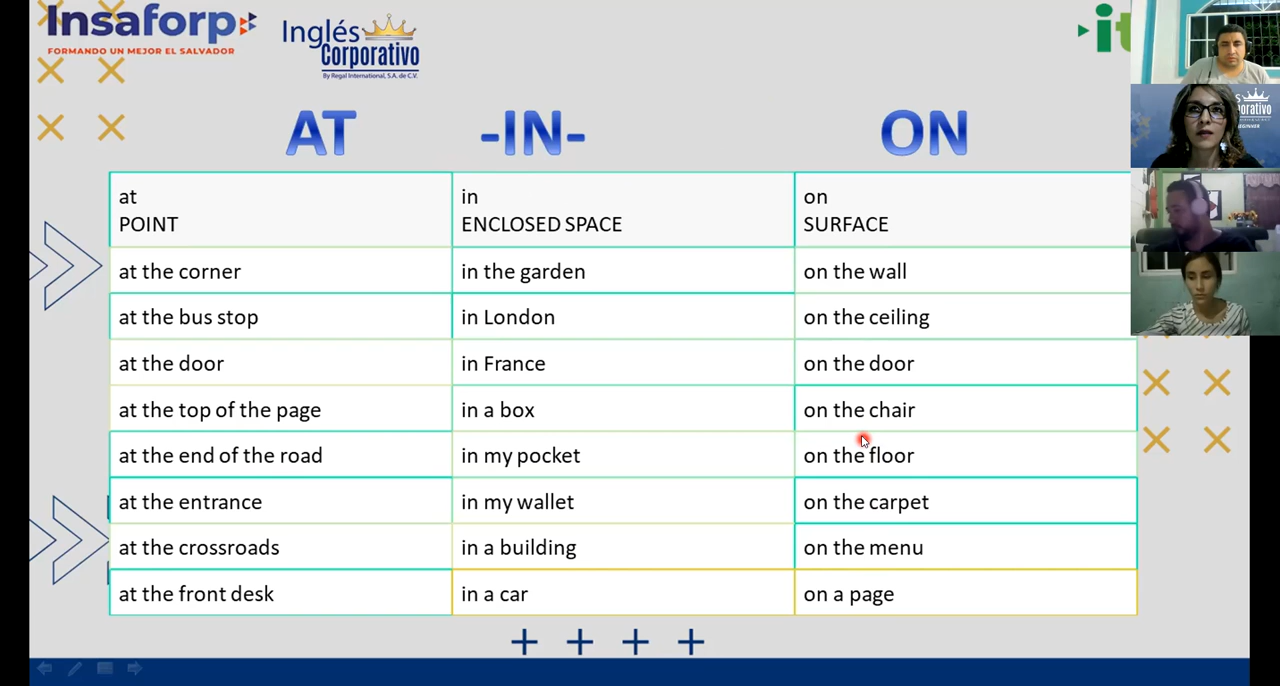 Insaforp
FORMANDO UN MEJOR EL SALVADOR
Inglés
Corporativo
By Regal International, S.A. de C.V.
it
AT -IN- ON
at in on
POINT ENCLOSED SPACE SURFACE
at the corner in the garden on the wall
at the bus stop in London on the ceiling
at the door in France on the door
at the top of the page in a box on the chair
at the end of the road in my pocket on the floor
at the entrance in my wallet on the carpet
at the crossroads in a building on the menu
at the front desk in a car on a page